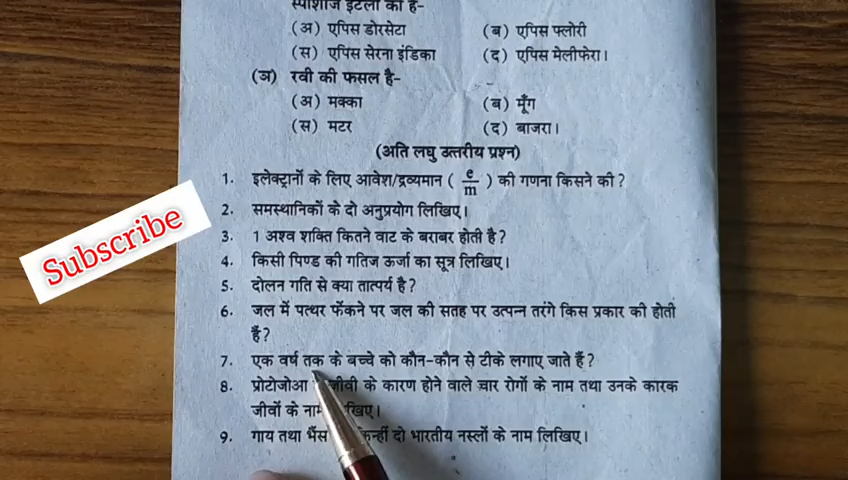 स्पीशीज इटली की है-
(अ) एपिस डोरसेटा (ब) एपिस फ्लोरी
(स) एपिस सेरना इंडिका (द) एपिस मेलीफेरा।
(ञ) रवी की फसल है-
(अ) मक्का (ब) मूँग
(स) मटर (द) बाजरा।
(अति लघु उत्तरीय प्रश्न)
1. इलेक्ट्रानों के लिए आवेश/द्रव्यमान ( e/m ) की गणना किसने की ?
2. समस्थानिकों के दो अनुप्रयोग लिखिए।
Subscribe
3. 1 अश्व शक्ति कितने वाट के बराबर होती है ?
4. किसी पिण्ड की गतिज ऊर्जा का सूत्र लिखिए।
5. दोलन गति से क्या तात्पर्य है ?
6. जल में पत्थर फेंकने पर जल की सतह पर उत्पन्न तरंगे किस प्रकार की होती
हैं ?
7. एक वर्ष तक के बच्चे को कौन-कौन से टीके लगाए जाते हैं ?
8. प्रोटोजोआ जीवी के कारण होने वाले चार रोगों के नाम तथा उनके कारक
जीवों के नाम लिखिए।
9. गाय तथा भैंस किन्हीं दो भारतीय नस्लों के नाम लिखिए।